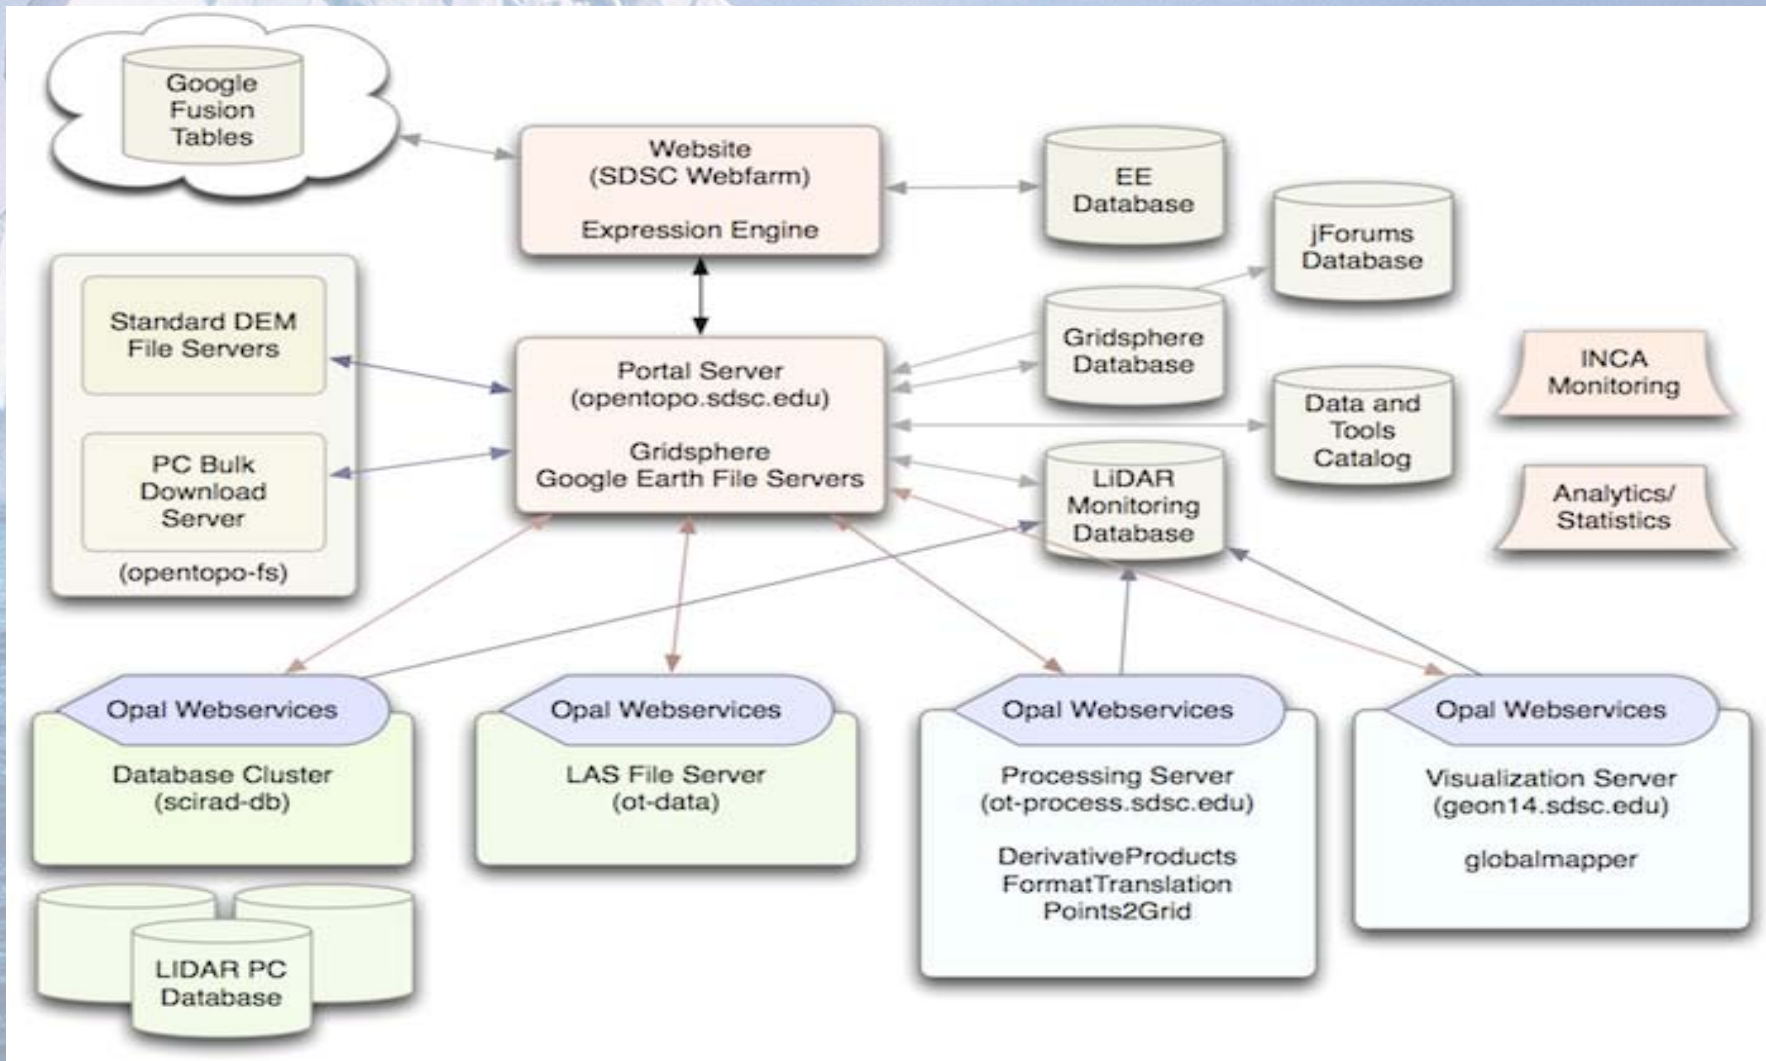 Google
Fusion
Tables
Website
(SDSC Webfarm)
Expression Engine
EE
Database
jForums
Database
Standard DEM
File Servers
PC Bulk
Download
Server
(opentopo-fs)
Portal Server
(opentopo.sdsc.edu)
Gridsphere
Google Earth File Servers
Gridsphere
Database
Data and
Tools
Catalog
LiDAR
Monitoring
Database
INCA
Monitoring
Analytics/
Statistics
Opal Webservices
Database Cluster
(scirad-db)
LIDAR PC
Database
Opal Webservices
LAS File Server
(ot-data)
Opal Webservices
Processing Server
(ot-process.sdsc.edu)
DerivativeProducts
FormatTranslation
Points2Grid
Opal Webservices
Visualization Server
(geon14.sdsc.edu)
globalmapper